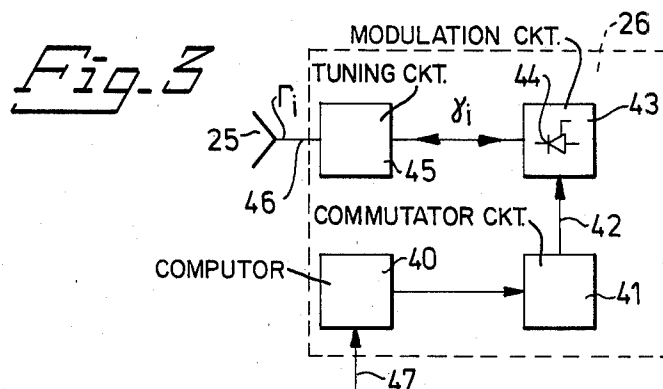 Fig. 3
MODULATION CKT.
26
TUNING CKT.
44
43
25
Γi
γi
46
45
COMMUTATOR CKT.
42
COMPUTOR
40
41
47